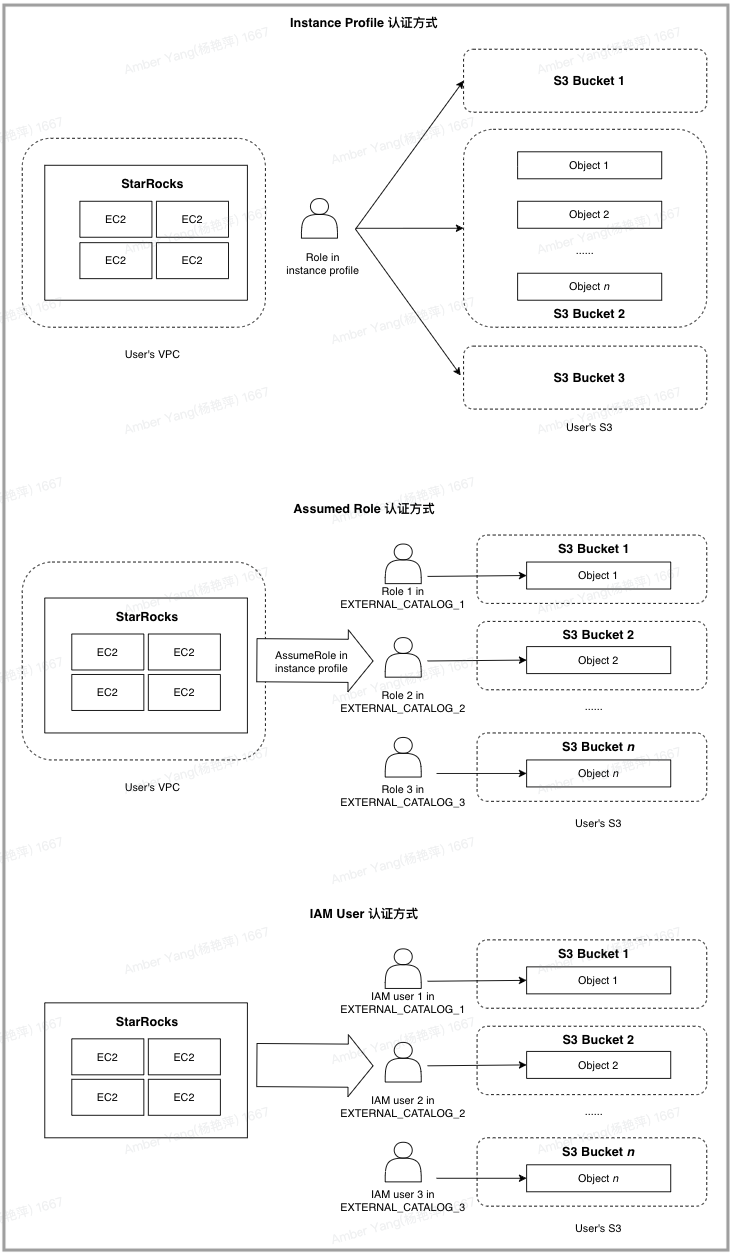 Instance Profile 认证方式
StarRocks
EC2
EC2
EC2
EC2
User's VPC
Role in
instance profile
S3 Bucket 1
Object 1
Object 2
......
Object n
S3 Bucket 2
S3 Bucket 3
User's S3
Assumed Role 认证方式
StarRocks
EC2
EC2
EC2
EC2
User's VPC
AssumeRole in
instance profile
Role 1 in
EXTERNAL_CATALOG_1
Role 2 in
EXTERNAL_CATALOG_2
Role 3 in
EXTERNAL_CATALOG_3
S3 Bucket 1
Object 1
S3 Bucket 2
Object 2
......
S3 Bucket n
Object n
User's S3
IAM User 认证方式
StarRocks
EC2
EC2
EC2
EC2
IAM user 1 in
EXTERNAL_CATALOG_1
IAM user 2 in
EXTERNAL_CATALOG_2
IAM user 3 in
EXTERNAL_CATALOG_3
S3 Bucket 1
Object 1
S3 Bucket 2
Object 2
......
S3 Bucket n
Object n
User's S3
Amber Yang(杨艳萍) 1667